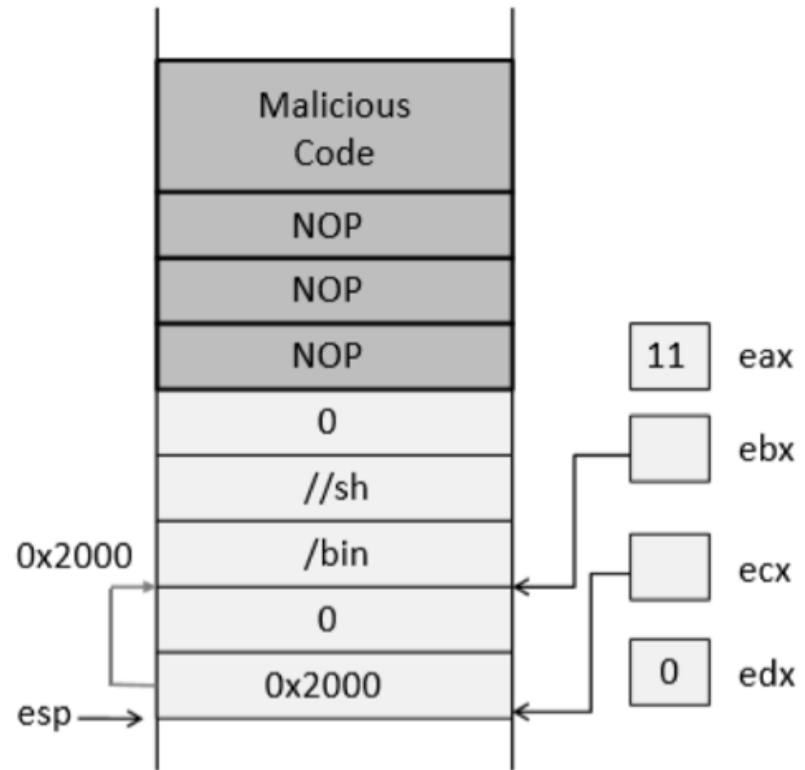 Malicious
Code
NOP
NOP
NOP
11 eax
0
ebx
//sh
0x2000
/bin
ecx
0
0 edx
0x2000
esp